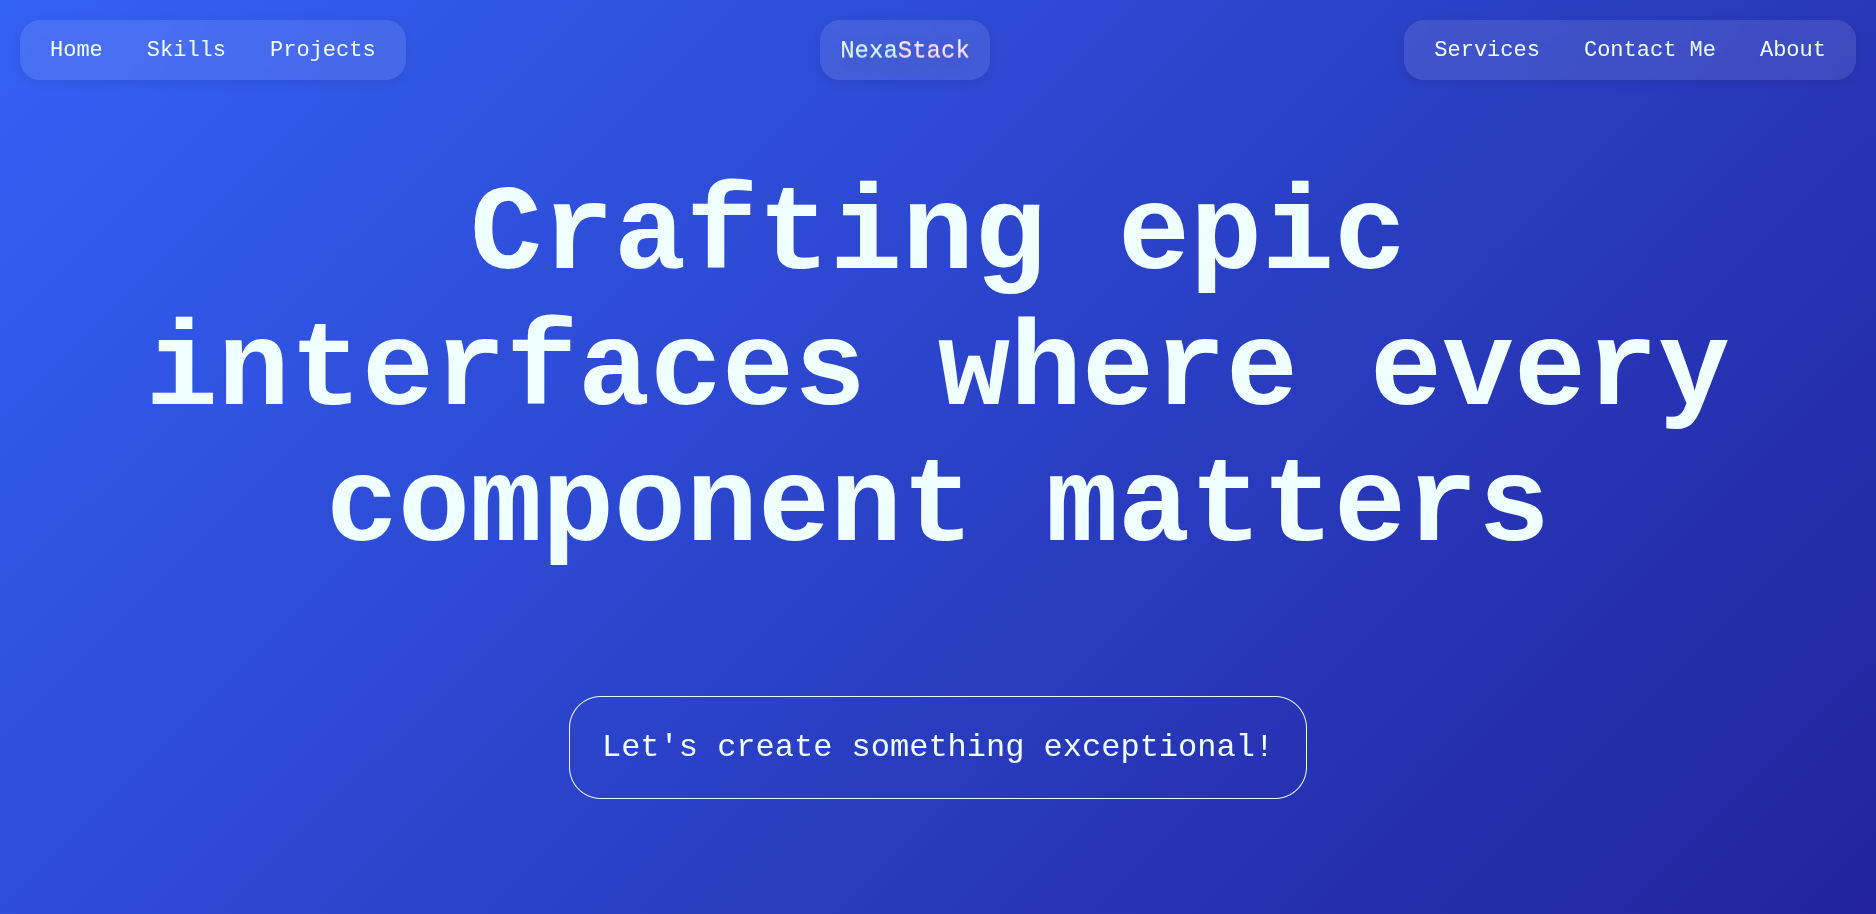 Home Skills Projects NexaStack Services Contact Me About
Crafting epic
interfaces where every
component matters
Let's create something exceptional!